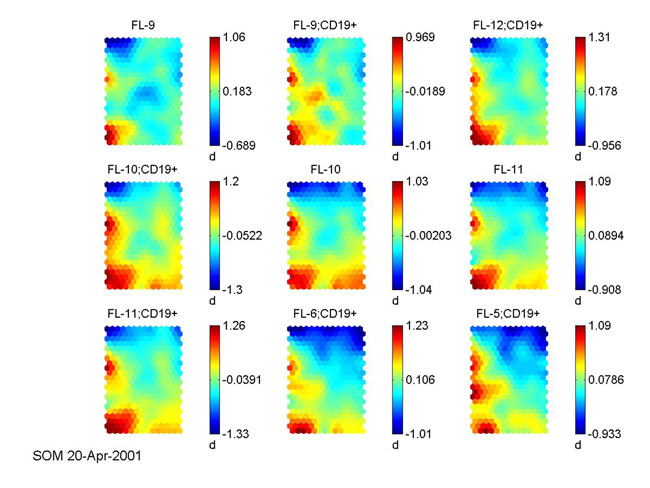 FL-9
1.06
0.183
-0.689
d
FL-9;CD19+
0.969
-0.0189
-1.01
d
FL-12;CD19+
1.31
0.178
-0.956
d
FL-10;CD19+
1.2
-0.0522
-1.3
d
FL-10
1.03
-0.00203
-1.04
d
FL-11
1.09
0.0894
-0.908
d
FL-11;CD19+
1.26
-0.0391
-1.33
d
FL-6;CD19+
1.23
0.106
-1.01
d
FL-5;CD19+
1.09
0.0786
-0.933
d
SOM 20-Apr-2001